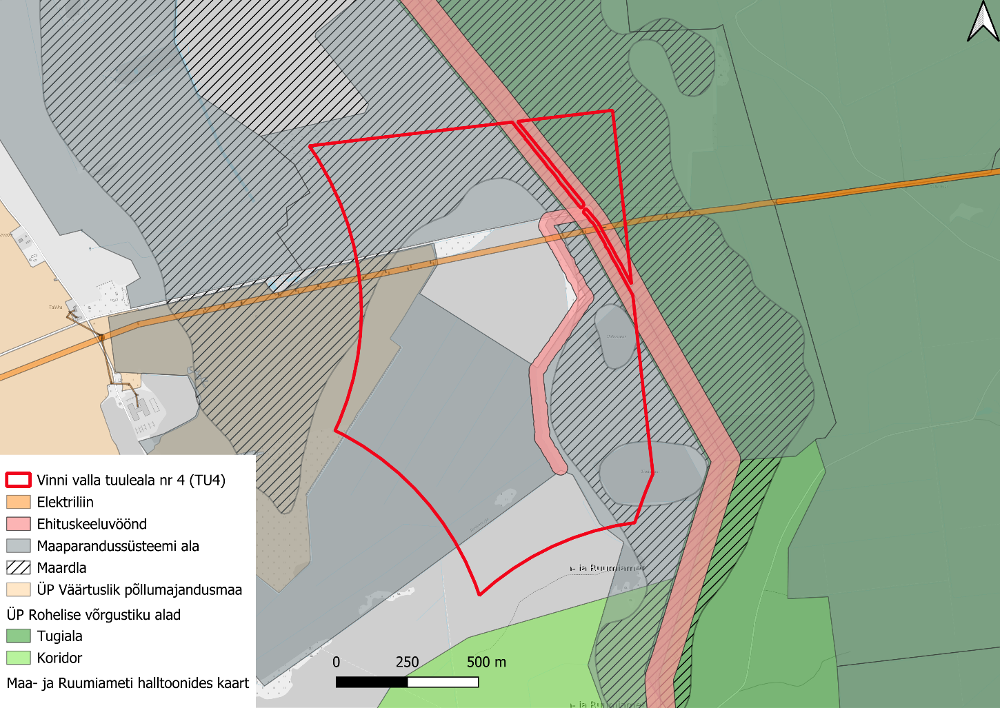 Tallika
Vinni valla tuuleala nr 4 (TU4)
Elektriliin
Ehituskeeluvöönd
Maaparandussüsteemi ala
Maardla
ÜP Väärtuslik põllumajandusmaa
ÜP Rohelise võrgustiku alad
Tugiala
Koridor
Maa- ja Ruumiameti halltoonides kaart
0 250 500 m